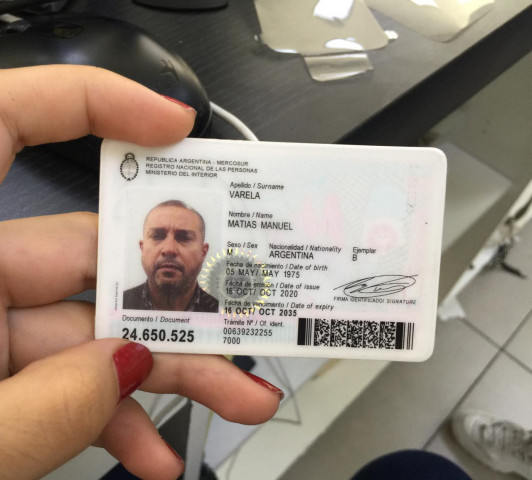 REPUBLICA ARGENTINA - MERCOSUR
REGISTRO NACIONAL DE LAS PERSONAS
MINISTERIO DEL INTERIOR
Apellido / Surname
VARELA
Nombre / Name
MATIAS MANUEL
Sexo / Sex Nacionalidad / Nationality Ejemplar
M ARGENTINA B
Fecha de nacimiento / Date of birth
05 MAY/ MAY 1975
Fecha de emisión / Date of issue
16 OCT/ OCT 2020
Fecha de vencimiento / Date of expiry
16 OCT/ OCT 2035
FIRMA IDENTIFICADO/ SIGNATURE
Documento / Document
24.650.525
Trámite Nº / Of. ident.
00639232255
7000